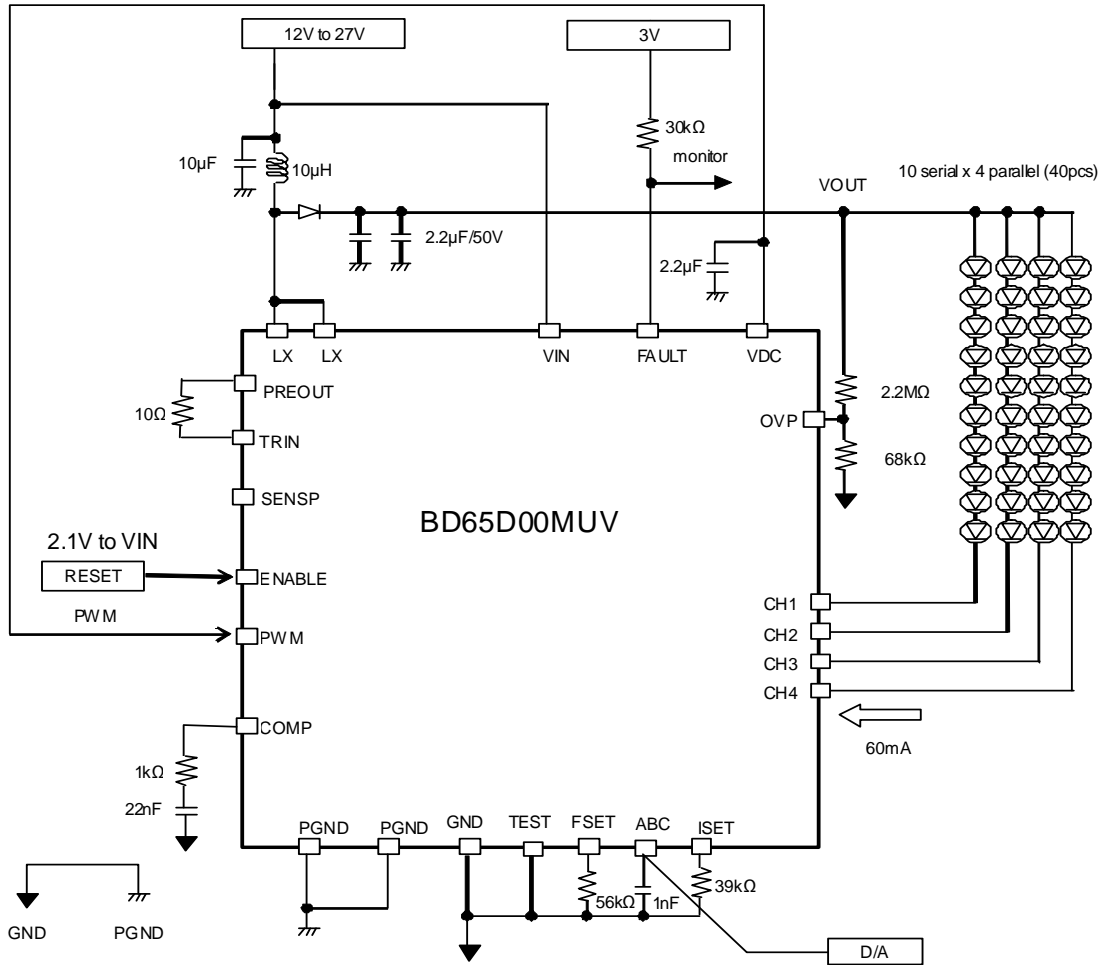 12V to 27V
3V
30kΩ
monitor
10µF
10µH
VOUT
10 serial x 4 parallel (40pcs)
2.2µF/50V
2.2µF
LX
LX
VIN
FAULT
VDC
PREOUT
10Ω
TRIN
2.2MΩ
OVP
68kΩ
SENSP
BD65D00MUV
2.1V to VIN
RESET
ENABLE
PWM
PWM
CH1
CH2
CH3
CH4
60mA
COMP
1kΩ
22nF
PGND
PGND
GND
TEST
FSET
ABC
ISET
56kΩ
1nF
39kΩ
GND
PGND
D/A